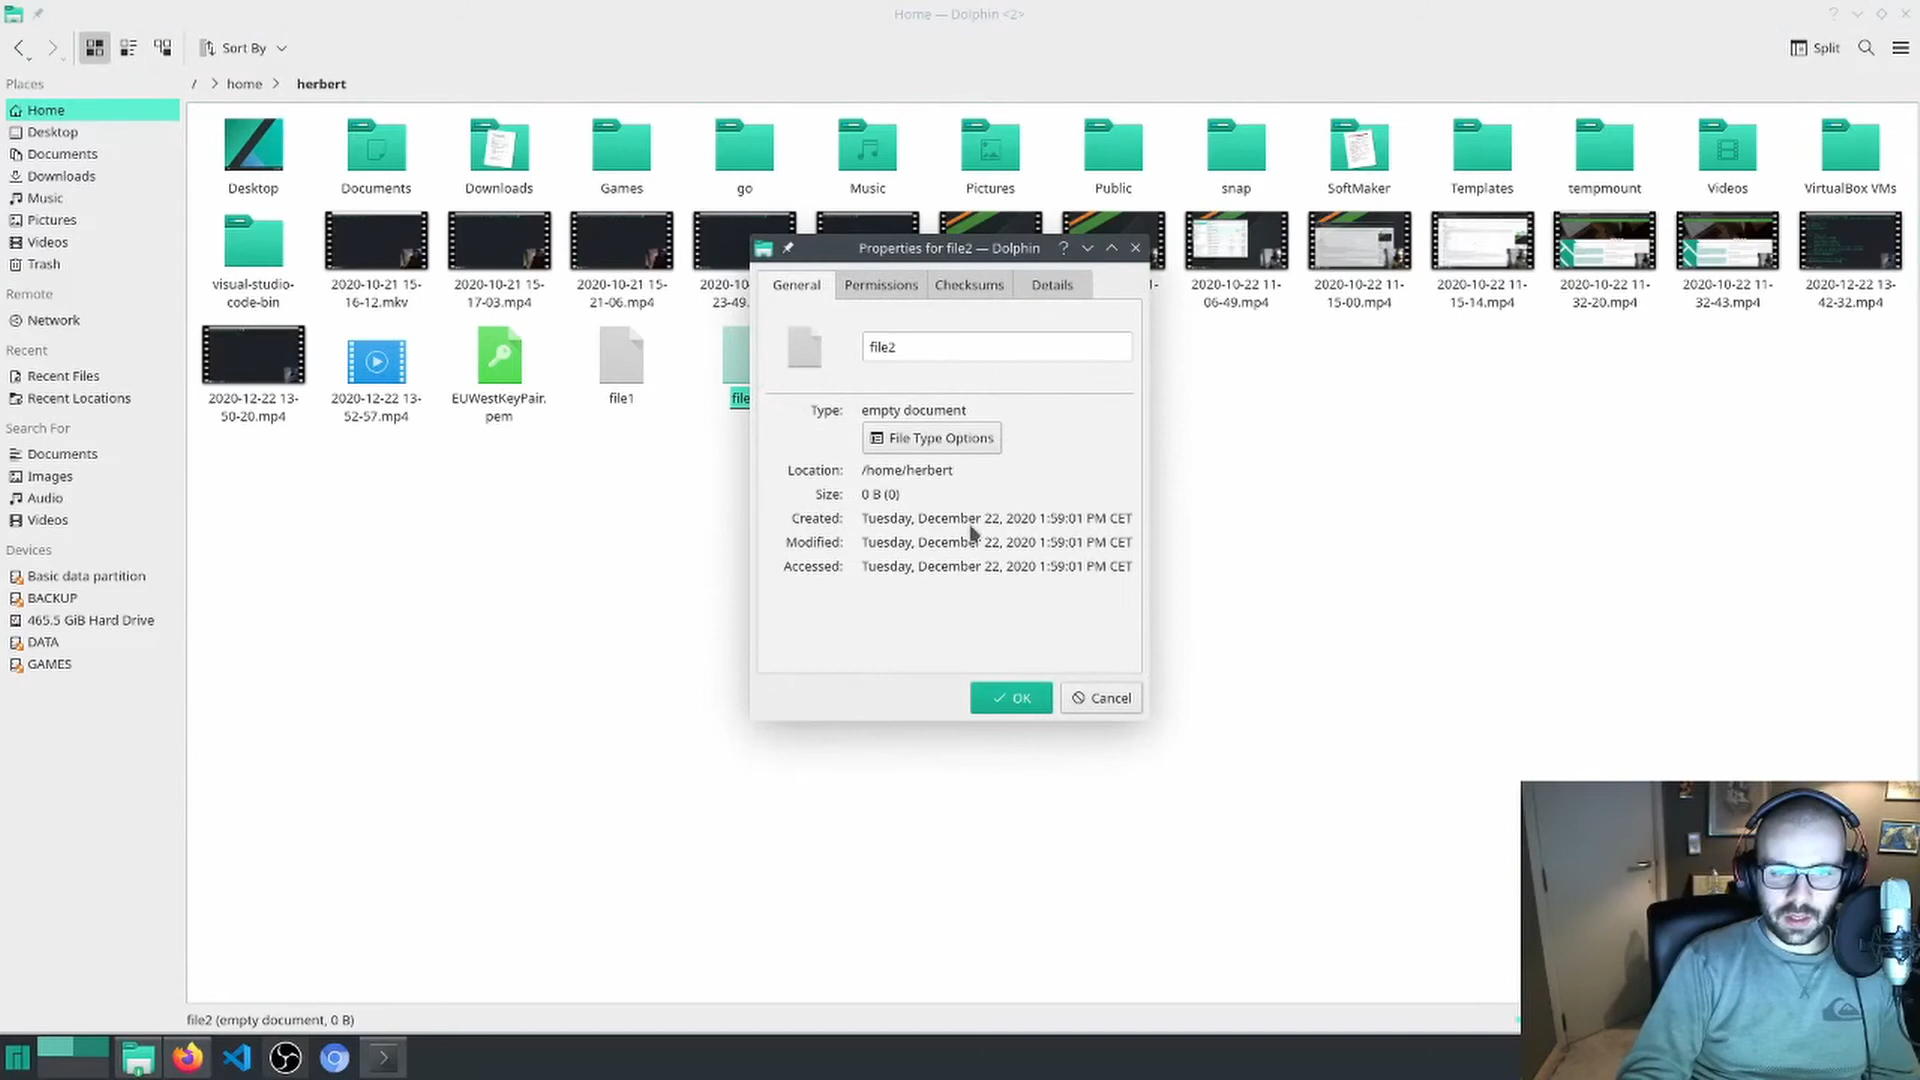 Home — Dolphin <2>
Sort By
Split
Places
/ > home > herbert
Home
Desktop
Documents
Downloads
Music
Pictures
Videos
Trash
Remote
Network
Recent
Recent Files
Recent Locations
Search For
Documents
Images
Audio
Videos
Devices
Basic data partition
BACKUP
465.5 GiB Hard Drive
DATA
GAMES
Desktop
Documents
Downloads
Games
go
Music
Pictures
Public
snap
SoftMaker
Templates
tempmount
Videos
VirtualBox VMs
visual-studio-
code-bin
2020-10-21 15-
16-12.mkv
2020-10-21 15-
17-03.mp4
2020-10-21 15-
21-06.mp4
2020-10
23-49.
2020-10-22 11-
06-49.mp4
2020-10-22 11-
15-00.mp4
2020-10-22 11-
15-14.mp4
2020-10-22 11-
32-20.mp4
2020-10-22 11-
32-43.mp4
2020-12-22 13-
42-32.mp4
2020-12-22 13-
50-20.mp4
2020-12-22 13-
52-57.mp4
EUWestKeyPair.
pem
file1
file
Properties for file2 — Dolphin
General
Permissions
Checksums
Details
file2
Type: empty document
File Type Options
Location: /home/herbert
Size: 0 B (0)
Created: Tuesday, December 22, 2020 1:59:01 PM CET
Modified: Tuesday, December 22, 2020 1:59:01 PM CET
Accessed: Tuesday, December 22, 2020 1:59:01 PM CET
OK
Cancel
file2 (empty document, 0 B)